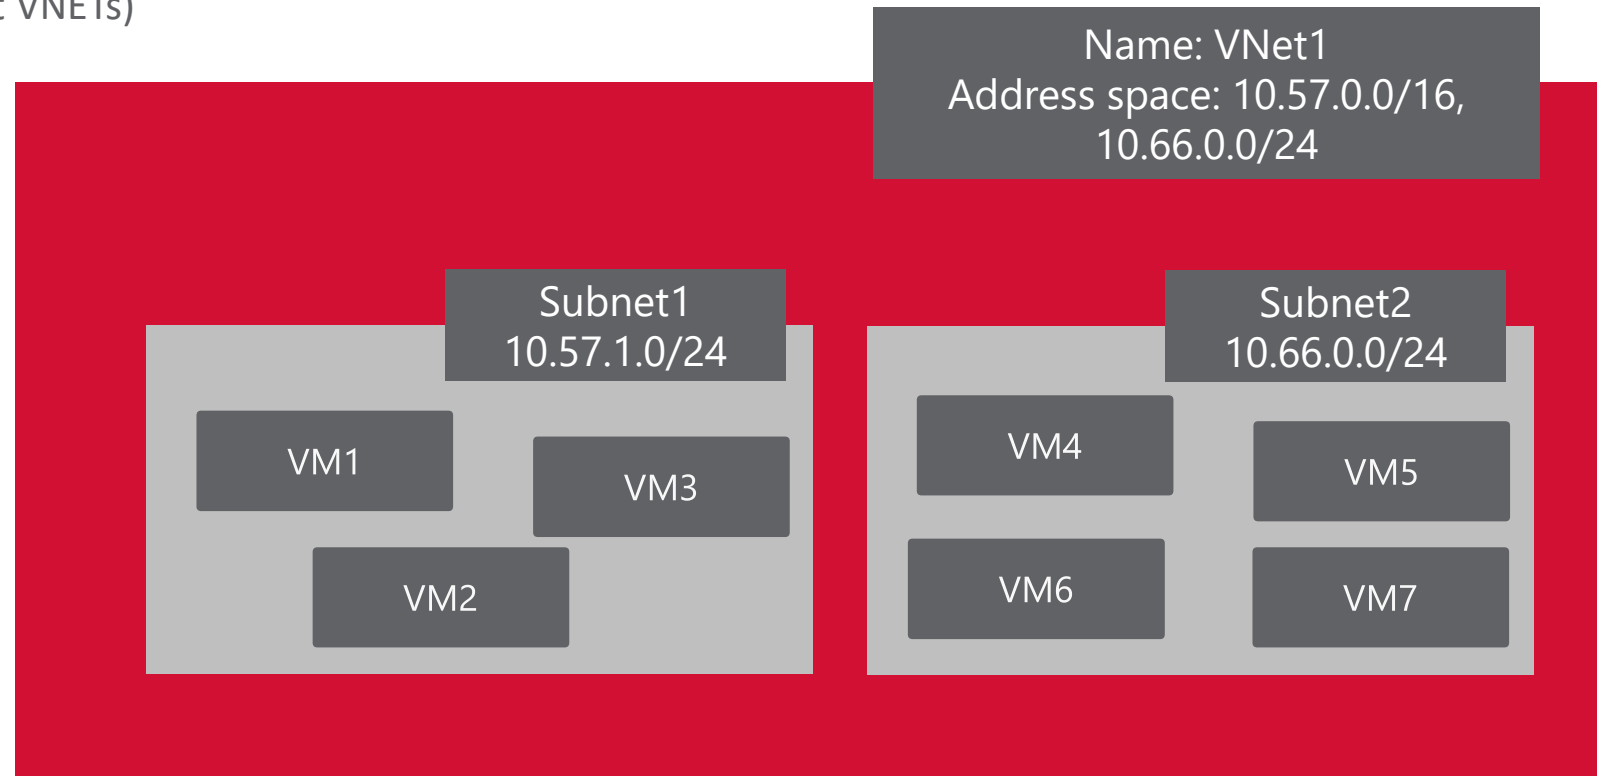 VNETs)
Name: VNet1
Address space: 10.57.0.0/16,
10.66.0.0/24
Subnet1
10.57.1.0/24
Subnet2
10.66.0.0/24
VM1
VM3
VM2
VM4
VM5
VM6
VM7